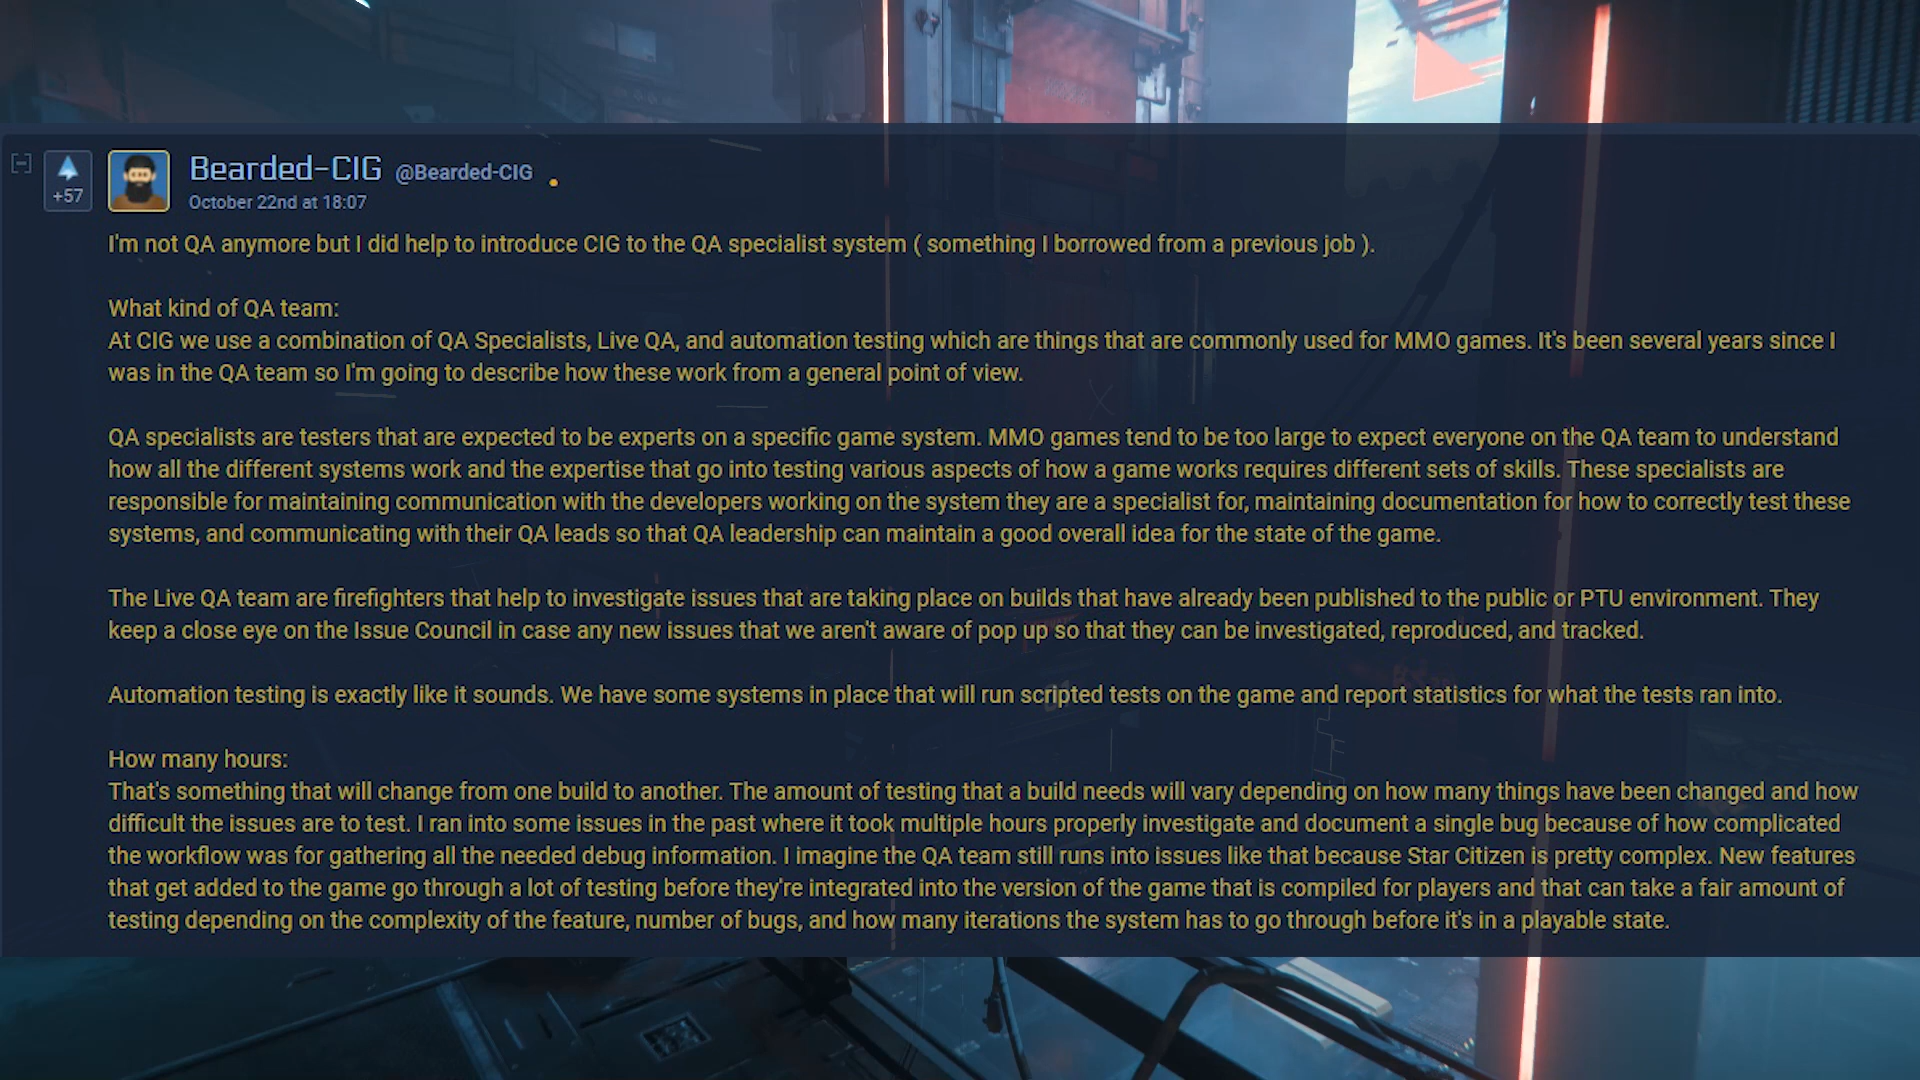 [-]
+57
Bearded-CIG @Bearded-CIG
October 22nd at 18:07
I'm not QA anymore but I did help to introduce CIG to the QA specialist system ( something I borrowed from a previous job ).
What kind of QA team:
At CIG we use a combination of QA Specialists, Live QA, and automation testing which are things that are commonly used for MMO games. It's been several years since I
was in the QA team so I'm going to describe how these work from a general point of view.
QA specialists are testers that are expected to be experts on a specific game system. MMO games tend to be too large to expect everyone on the QA team to understand
how all the different systems work and the expertise that go into testing various aspects of how a game works requires different sets of skills. These specialists are
responsible for maintaining communication with the developers working on the system they are a specialist for, maintaining documentation for how to correctly test these
systems, and communicating with their QA leads so that QA leadership can maintain a good overall idea for the state of the game.
The Live QA team are firefighters that help to investigate issues that are taking place on builds that have already been published to the public or PTU environment. They
keep a close eye on the Issue Council in case any new issues that we aren't aware of pop up so that they can be investigated, reproduced, and tracked.
Automation testing is exactly like it sounds. We have some systems in place that will run scripted tests on the game and report statistics for what the tests ran into.
How many hours:
That's something that will change from one build to another. The amount of testing that a build needs will vary depending on how many things have been changed and how
difficult the issues are to test. I ran into some issues in the past where it took multiple hours properly investigate and document a single bug because of how complicated
the workflow was for gathering all the needed debug information. I imagine the QA team still runs into issues like that because Star Citizen is pretty complex. New features
that get added to the game go through a lot of testing before they're integrated into the version of the game that is compiled for players and that can take a fair amount of
testing depending on the complexity of the feature, number of bugs, and how many iterations the system has to go through before it's in a playable state.